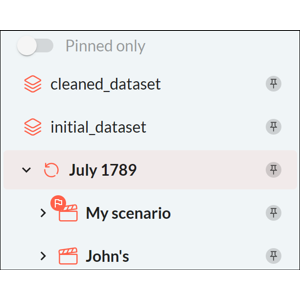 Pinned only
cleaned_dataset
initial_dataset
July 1789
My scenario
John's